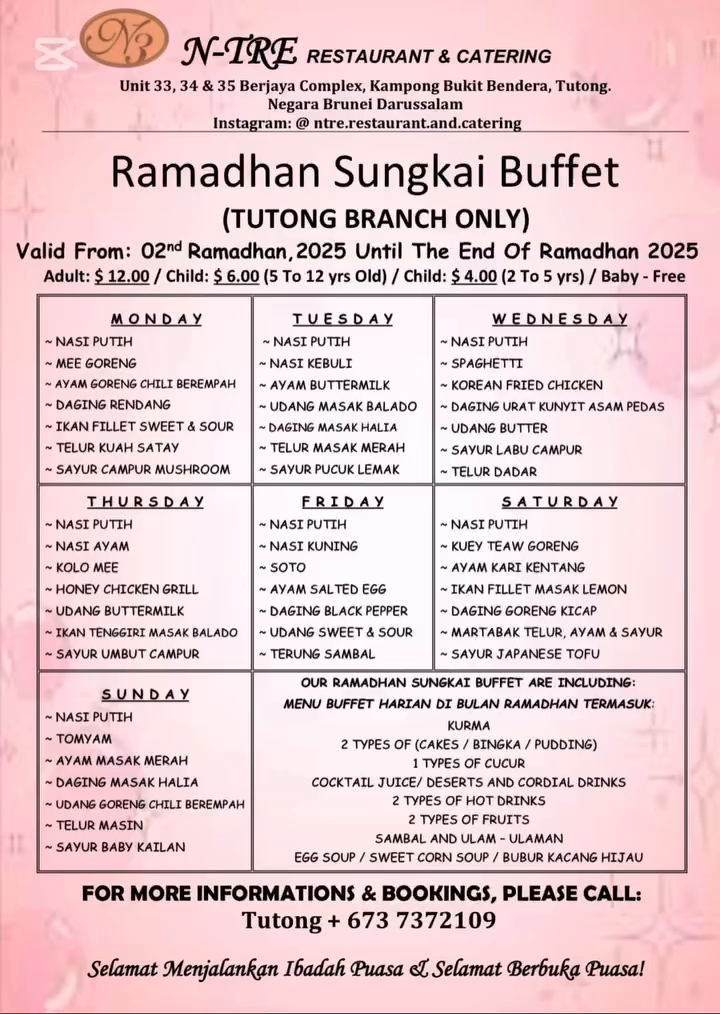 N3
N-TRE RESTAURANT & CATERING
Unit 33, 34 & 35 Berjaya Complex, Kampong Bukit Bendera, Tutong.
Negara Brunei Darussalam
Instagram: @ ntre.restaurant.and.catering
Ramadhan Sungkai Buffet
(TUTONG BRANCH ONLY)
Valid From: 02nd Ramadhan, 2025 Until The End Of Ramadhan 2025
Adult: $ 12.00 / Child: $ 6.00 (5 To 12 yrs Old) / Child: $ 4.00 (2 To 5 yrs) / Baby - Free
MONDAY
~ NASI PUTIH
~ MEE GORENG
~ AYAM GORENG CHILI BEREMPAH
~ DAGING RENDANG
~ IKAN FILLET SWEET & SOUR
~ TELUR KUAH SATAY
~ SAYUR CAMPUR MUSHROOM
TUESDAY
~ NASI PUTIH
~ NASI KEBULI
~ AYAM BUTTERMILK
~ UDANG MASAK BALADO
~ DAGING MASAK HALIA
~ TELUR MASAK MERAH
~ SAYUR PUCUK LEMAK
WEDNESDAY
~ NASI PUTIH
~ SPAGHETTI
~ KOREAN FRIED CHICKEN
~ DAGING URAT KUNYIT ASAM PEDAS
~ UDANG BUTTER
~ SAYUR LABU CAMPUR
~ TELUR DADAR
THURSDAY
~ NASI PUTIH
~ NASI AYAM
~ KOLO MEE
~ HONEY CHICKEN GRILL
~ UDANG BUTTERMILK
~ IKAN TENGGIRI MASAK BALADO
~ SAYUR UMBUT CAMPUR
FRIDAY
~ NASI PUTIH
~ NASI KUNING
~ SOTO
~ AYAM SALTED EGG
~ DAGING BLACK PEPPER
~ UDANG SWEET & SOUR
~ TERUNG SAMBAL
SATURDAY
~ NASI PUTIH
~ KUEY TEAW GORENG
~ AYAM KARI KENTANG
~ IKAN FILLET MASAK LEMON
~ DAGING GORENG KICAP
~ MARTABAK TELUR, AYAM & SAYUR
~ SAYUR JAPANESE TOFU
SUNDAY
~ NASI PUTIH
~ TOMYAM
~ AYAM MASAK MERAH
~ DAGING MASAK HALIA
~ UDANG GORENG CHILI BEREMPAH
~ TELUR MASIN
~ SAYUR BABY KAILAN
OUR RAMADHAN SUNGKAI BUFFET ARE INCLUDING:
MENU BUFFET HARIAN DI BULAN RAMADHAN TERMASUK:
KURMA
2 TYPES OF (CAKES / BINGKA / PUDDING)
1 TYPES OF CUCUR
COCKTAIL JUICE/ DESERTS AND CORDIAL DRINKS
2 TYPES OF HOT DRINKS
2 TYPES OF FRUITS
SAMBAL AND ULAM - ULAMAN
EGG SOUP / SWEET CORN SOUP / BUBUR KACANG HIJAU
FOR MORE INFORMATIONS & BOOKINGS, PLEASE CALL:
Tutong + 673 7372109
Selamat Menjalankan Ibadah Puasa & Selamat Berbuka Puasa!